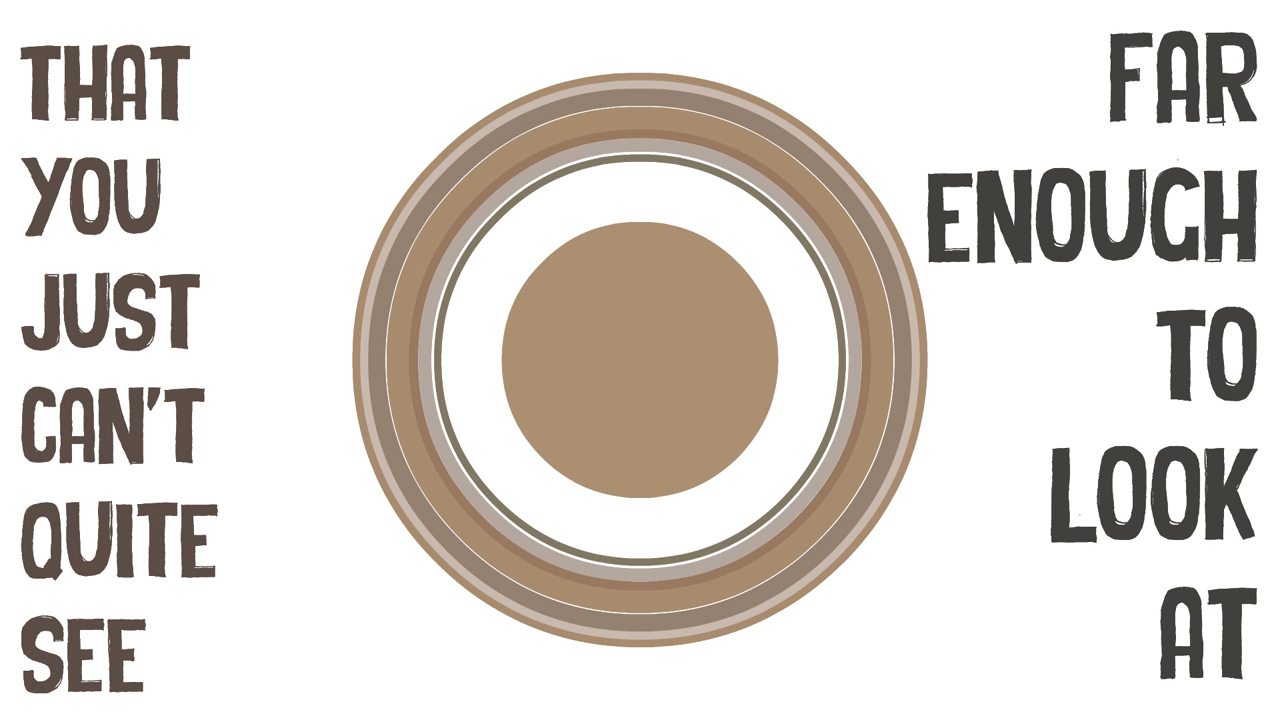 THAT
YOU
JUST
CAN'T
QUITE
SEE
FAR
ENOUGH
TO
LOOK
AT